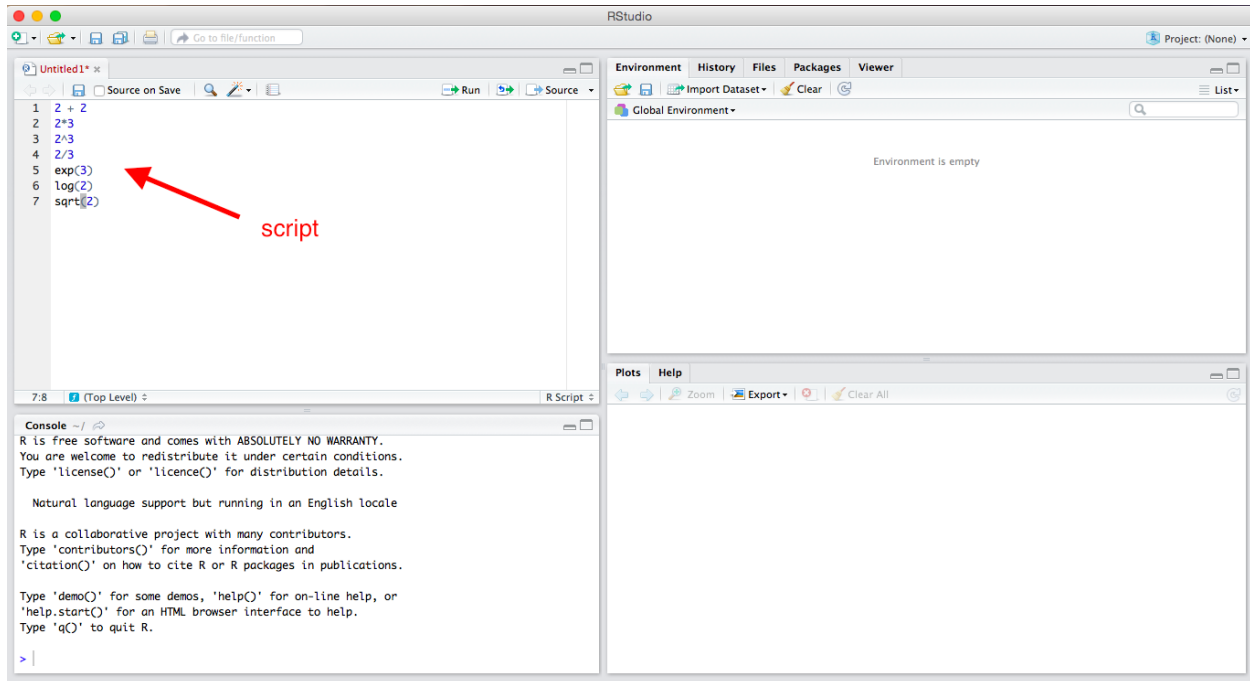 RStudio
Go to file/function
Project: (None)
Untitled1*
Source on Save
Run
Source
1 2 + 2
2 2*3
3 2^3
4 2/3
5 exp(3)
6 log(2)
7 sqrt(2)
script
7:8 (Top Level) R Script
Console ~/
R is free software and comes with ABSOLUTELY NO WARRANTY.
You are welcome to redistribute it under certain conditions.
Type 'license()' or 'licence()' for distribution details.
Natural language support but running in an English locale
R is a collaborative project with many contributors.
Type 'contributors()' for more information and
'citation()' on how to cite R or R packages in publications.
Type 'demo()' for some demos, 'help()' for on-line help, or
'help.start()' for an HTML browser interface to help.
Type 'q()' to quit R.
>
Environment History Files Packages Viewer
Import Dataset Clear List
Global Environment
Environment is empty
Plots Help
Zoom Export Clear All